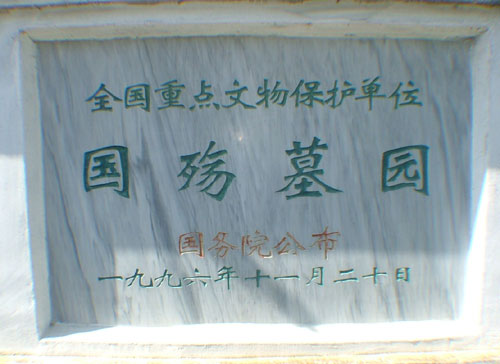 全国重点文物保护单位
国殇墓园
国务院公布
一九九六年十一月二十日